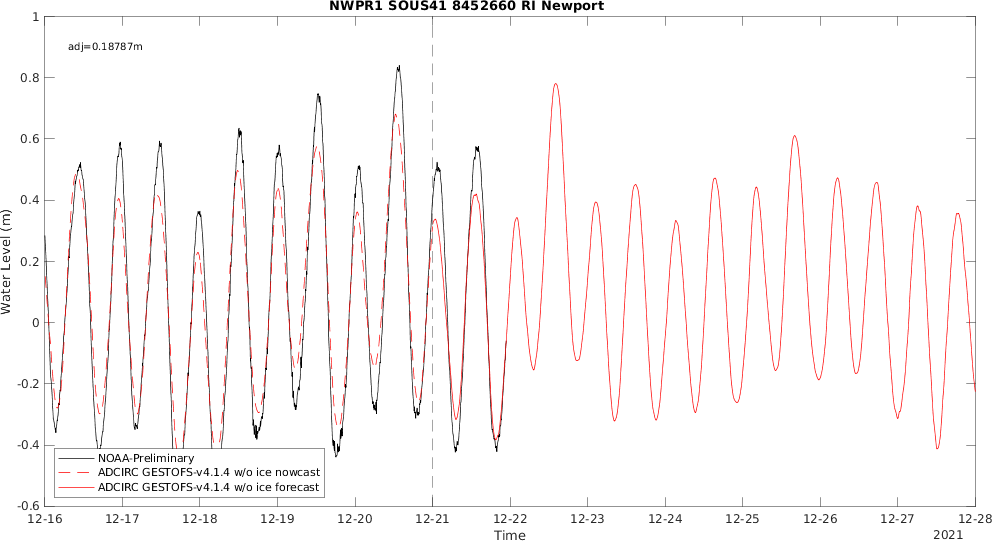 NWPR1 SOUS41 8452660 RI Newport
adj=0.18787m
1
0.8
0.6
0.4
0.2
0
-0.2
-0.4
-0.6
Water Level (m)
NOAA-Preliminary
ADCIRC GESTOFS-v4.1.4 w/o ice nowcast
ADCIRC GESTOFS-v4.1.4 w/o ice forecast
12-16 12-17 12-18 12-19 12-20 12-21 12-22 12-23 12-24 12-25 12-26 12-27 12-28
Time
2021